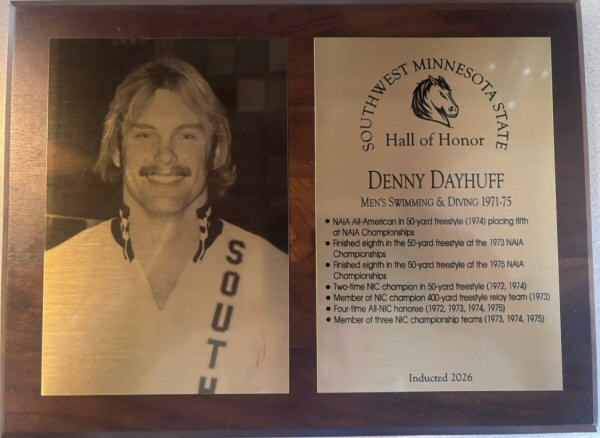 SOUTH
SOUTHWEST MINNESOTA STATE
Hall of Honor
DENNY DAYHUFF
MEN'S SWIMMING & DIVING 1971-75
• NAIA All-American in 50-yard freestyle (1974) placing fifth
at NAIA Championships
• Finished eighth in the 50-yard freestyle at the 1973 NAIA
Championships
• Finished eighth in the 50-yard freestyle at the 1975 NAIA
Championships
• Two-time NIC champion in 50-yard freestyle (1972, 1974)
• Member of NIC champion 400-yard freestyle relay team (1973)
• Four-time All-NIC honoree (1972, 1973, 1974, 1975)
• Member of three NIC championship teams (1973, 1974, 1975)
Inducted 2026